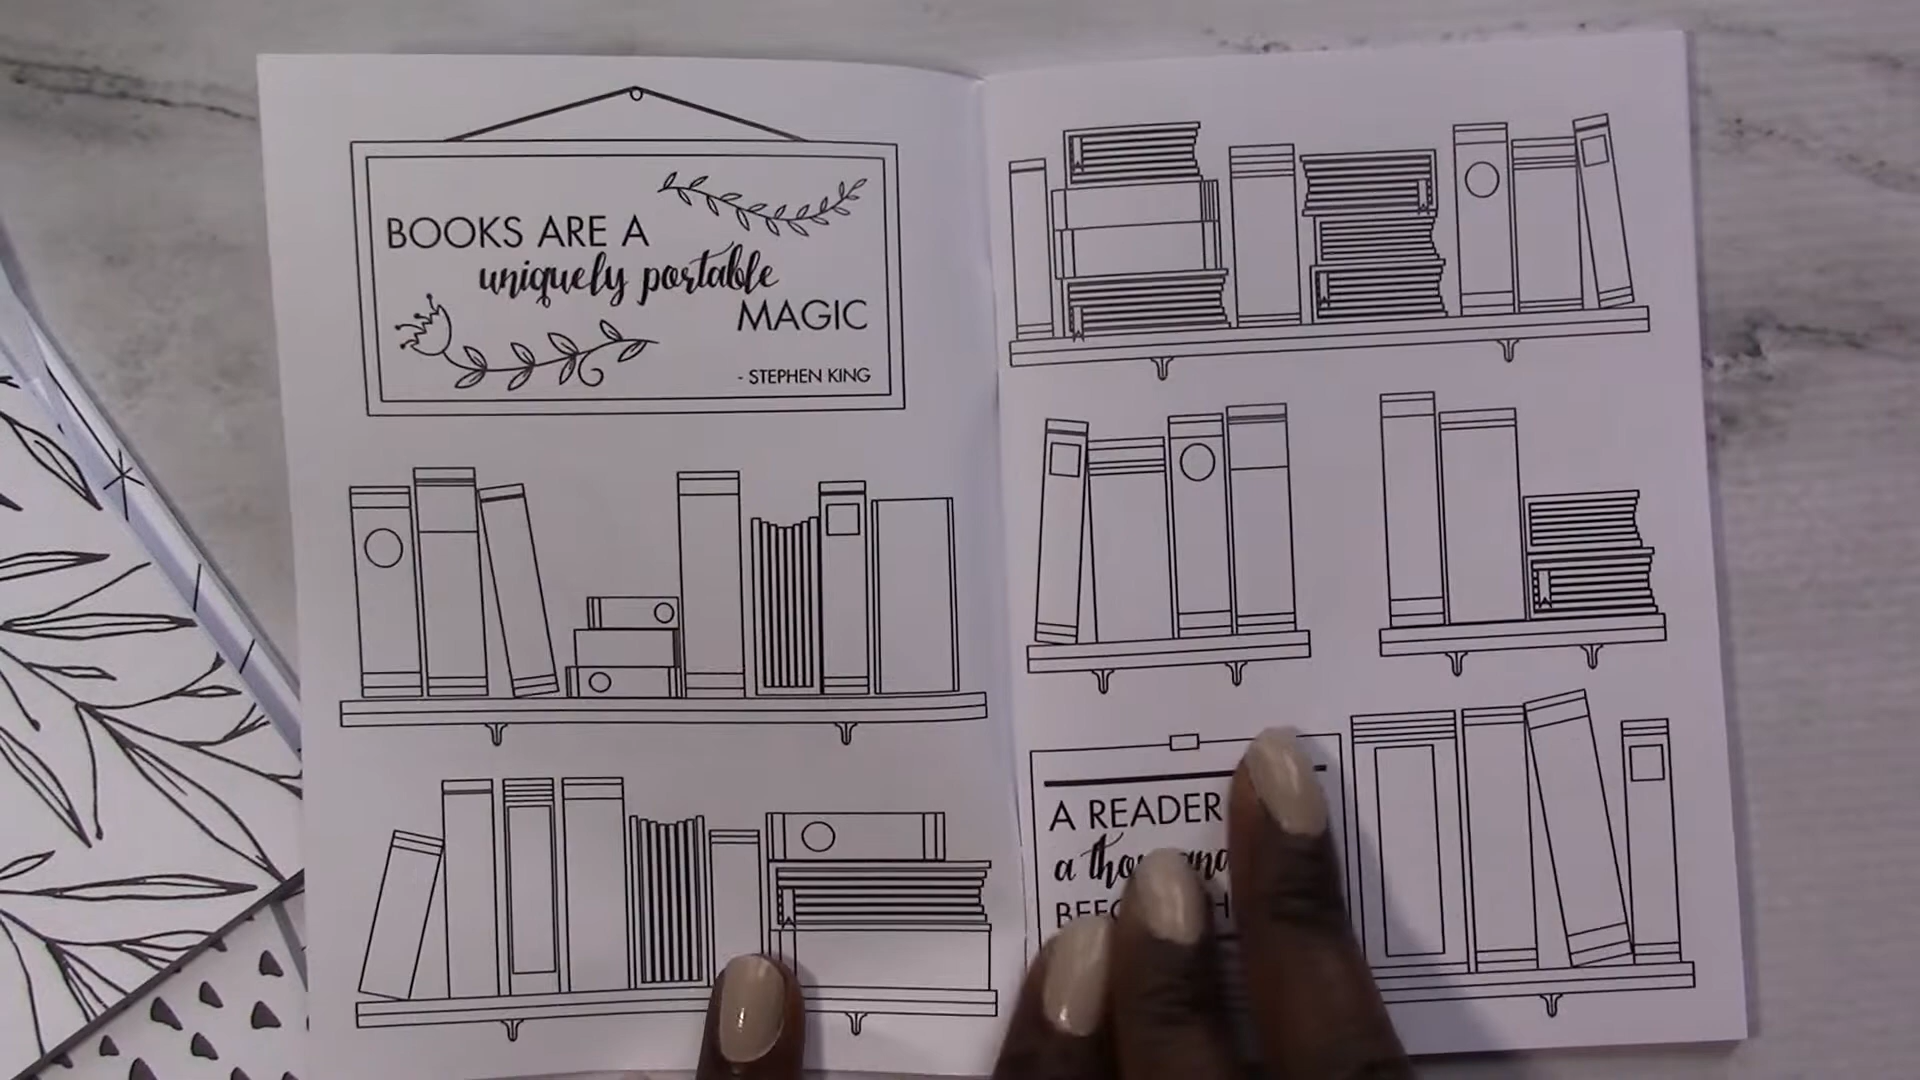 BOOKS ARE A
uniquely portable
MAGIC
- STEPHEN KING
A READER
a